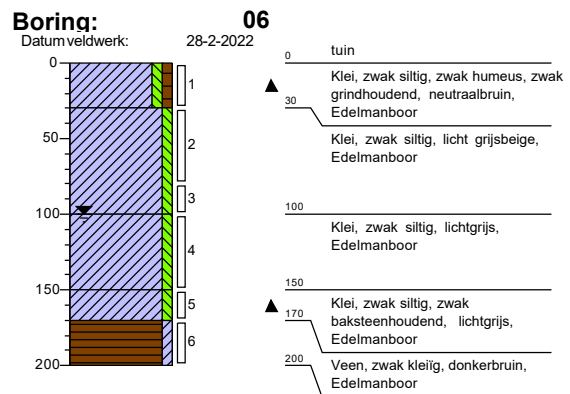 Boring: 06
Datum veldwerk: 28-2-2022
0
50
100
150
200
1
2
3
4
5
6
0 tuin
Klei, zwak siltig, zwak humeus, zwak
grindhoudend, neutraalbruin,
Edelmanboor
30
Klei, zwak siltig, licht grijsbeige,
Edelmanboor
100
Klei, zwak siltig, lichtgrijs,
Edelmanboor
150
Klei, zwak siltig, zwak
baksteenhoudend, lichtgrijs,
Edelmanboor
170
Veen, zwak kleiïg, donkerbruin,
Edelmanboor
200